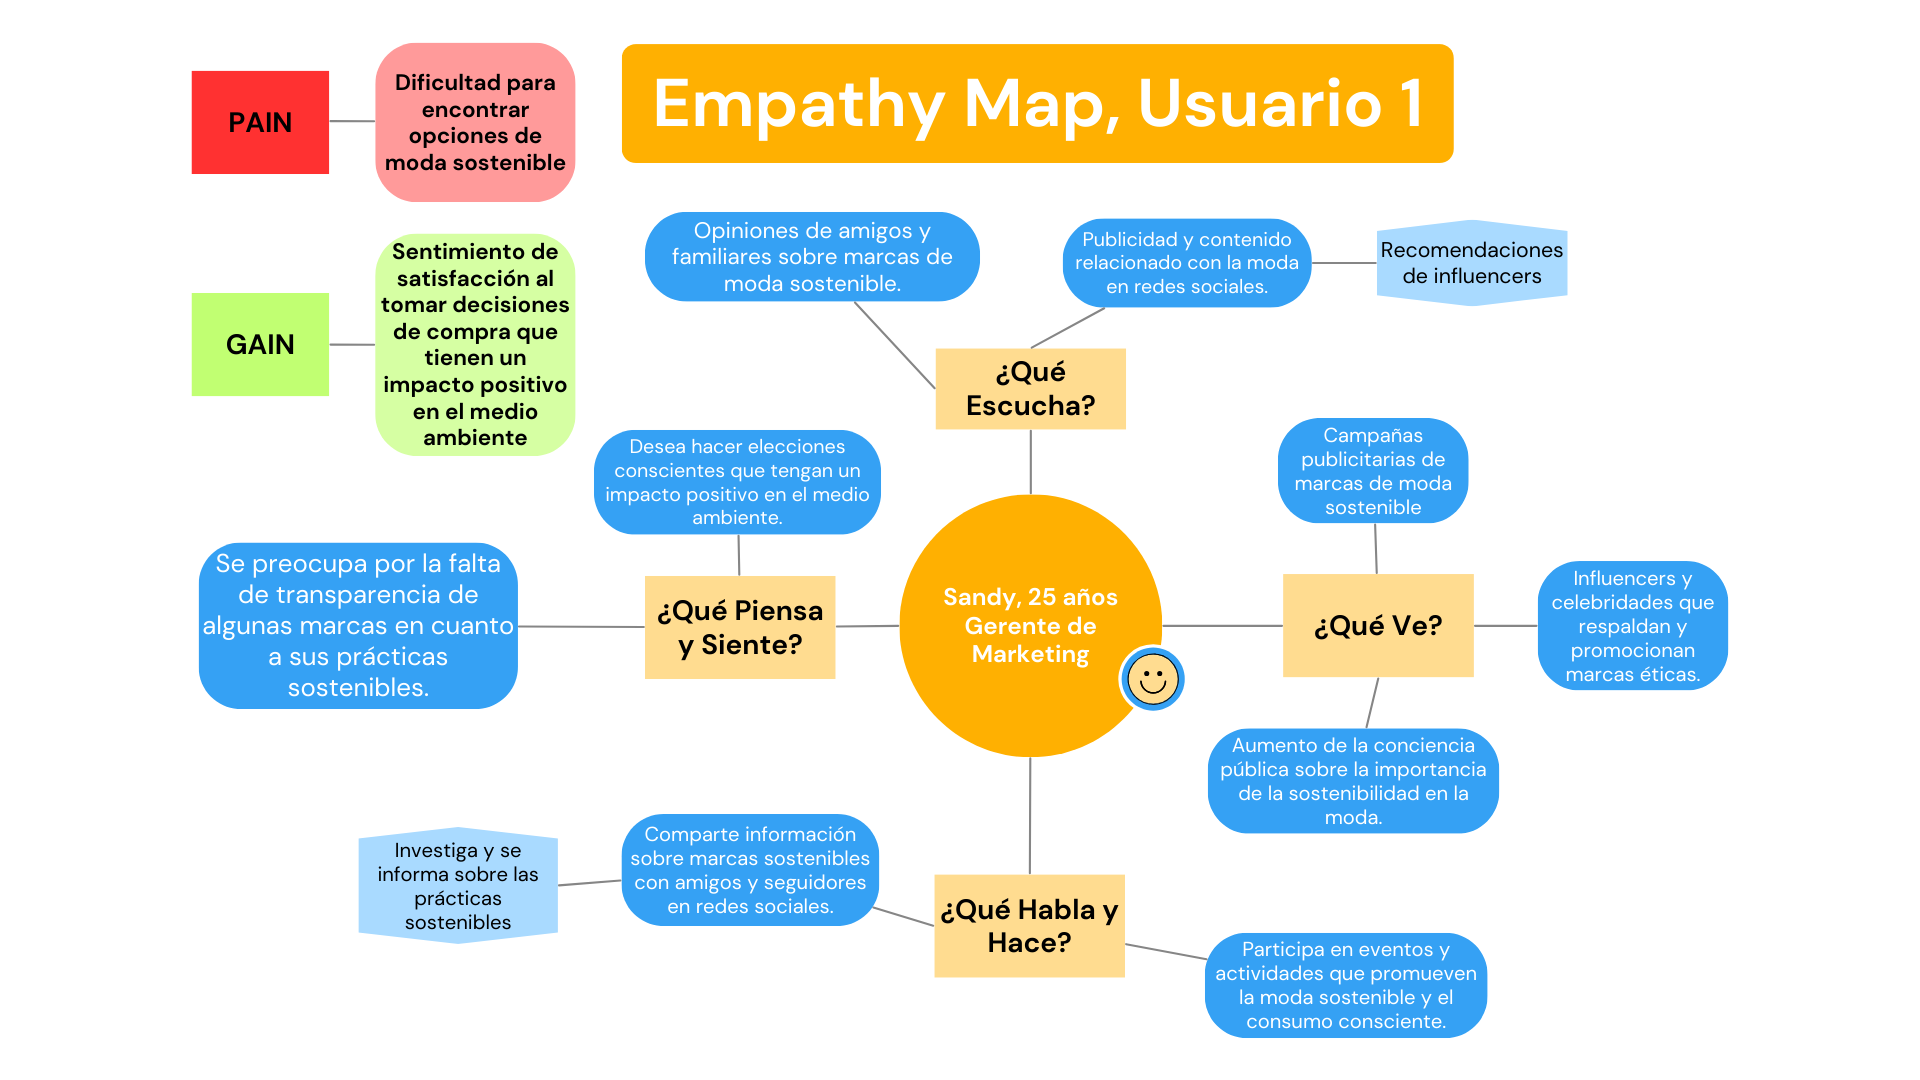 Empathy Map, Usuario 1
PAIN
Dificultad para
encontrar
opciones de
moda sostenible
GAIN
Sentimiento de
satisfacción al
tomar decisiones
de compra que
tienen un
impacto positivo
en el medio
ambiente
Opiniones de amigos y
familiares sobre marcas de
moda sostenible.
Publicidad y contenido
relacionado con la moda
en redes sociales.
Recomendaciones
de influencers
¿Qué
Escucha?
Desea hacer elecciones
conscientes que tengan un
impacto positivo en el medio
ambiente.
Se preocupa por la falta
de transparencia de
algunas marcas en cuanto
a sus prácticas
sostenibles.
¿Qué Piensa
y Siente?
Sandy, 25 años
Gerente de
Marketing
Campañas
publicitarias de
marcas de moda
sostenible
¿Qué Ve?
Influencers y
celebridades que
respaldan y
promocionan
marcas éticas.
Aumento de la conciencia
pública sobre la importancia
de la sostenibilidad en la
moda.
Investiga y se
informa sobre las
prácticas
sostenibles
Comparte información
sobre marcas sostenibles
con amigos y seguidores
en redes sociales.
¿Qué Habla y
Hace?
Participa en eventos y
actividades que promueven
la moda sostenible y el
consumo consciente.